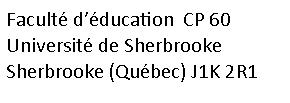 Faculté d’éducation  CP 60
Université de Sherbrooke
Sherbrooke (Québec) J1K 2R1